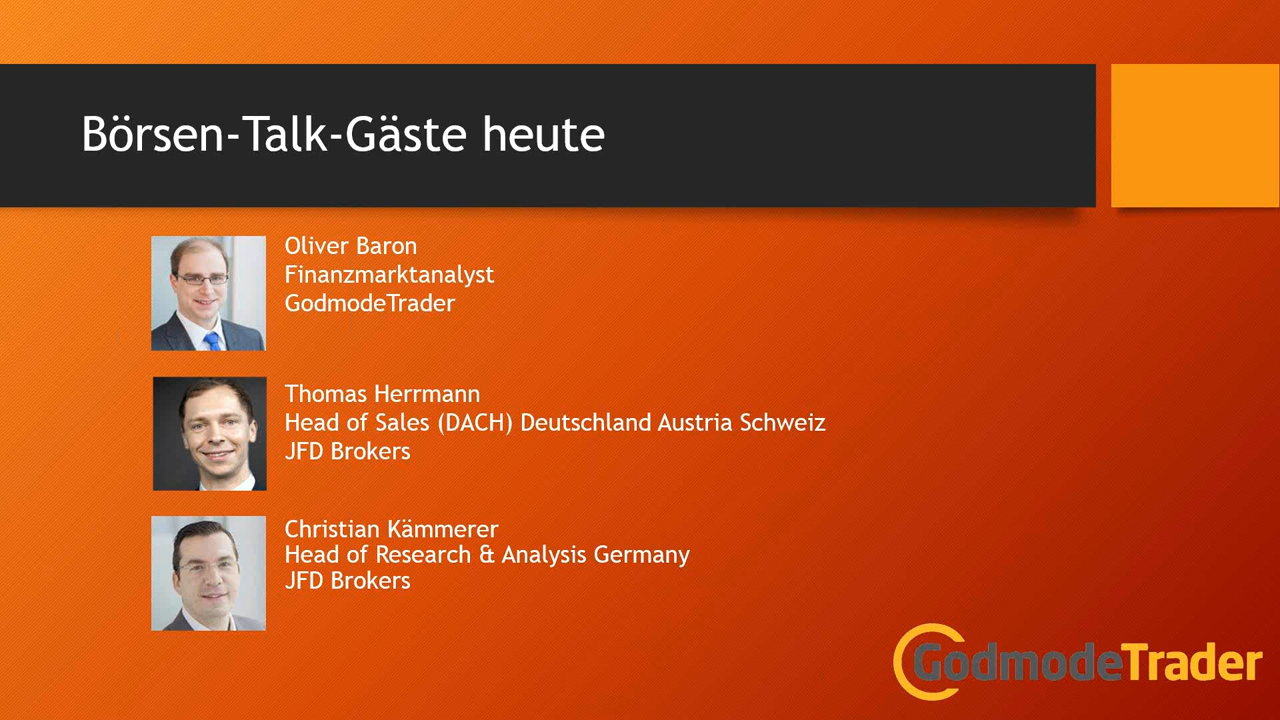 Börsen-Talk-Gäste heute
Oliver Baron
Finanzmarktanalyst
GodmodeTrader
Thomas Herrmann
Head of Sales (DACH) Deutschland Austria Schweiz
JFD Brokers
Christian Kämmerer
Head of Research & Analysis Germany
JFD Brokers
GodmodeTrader